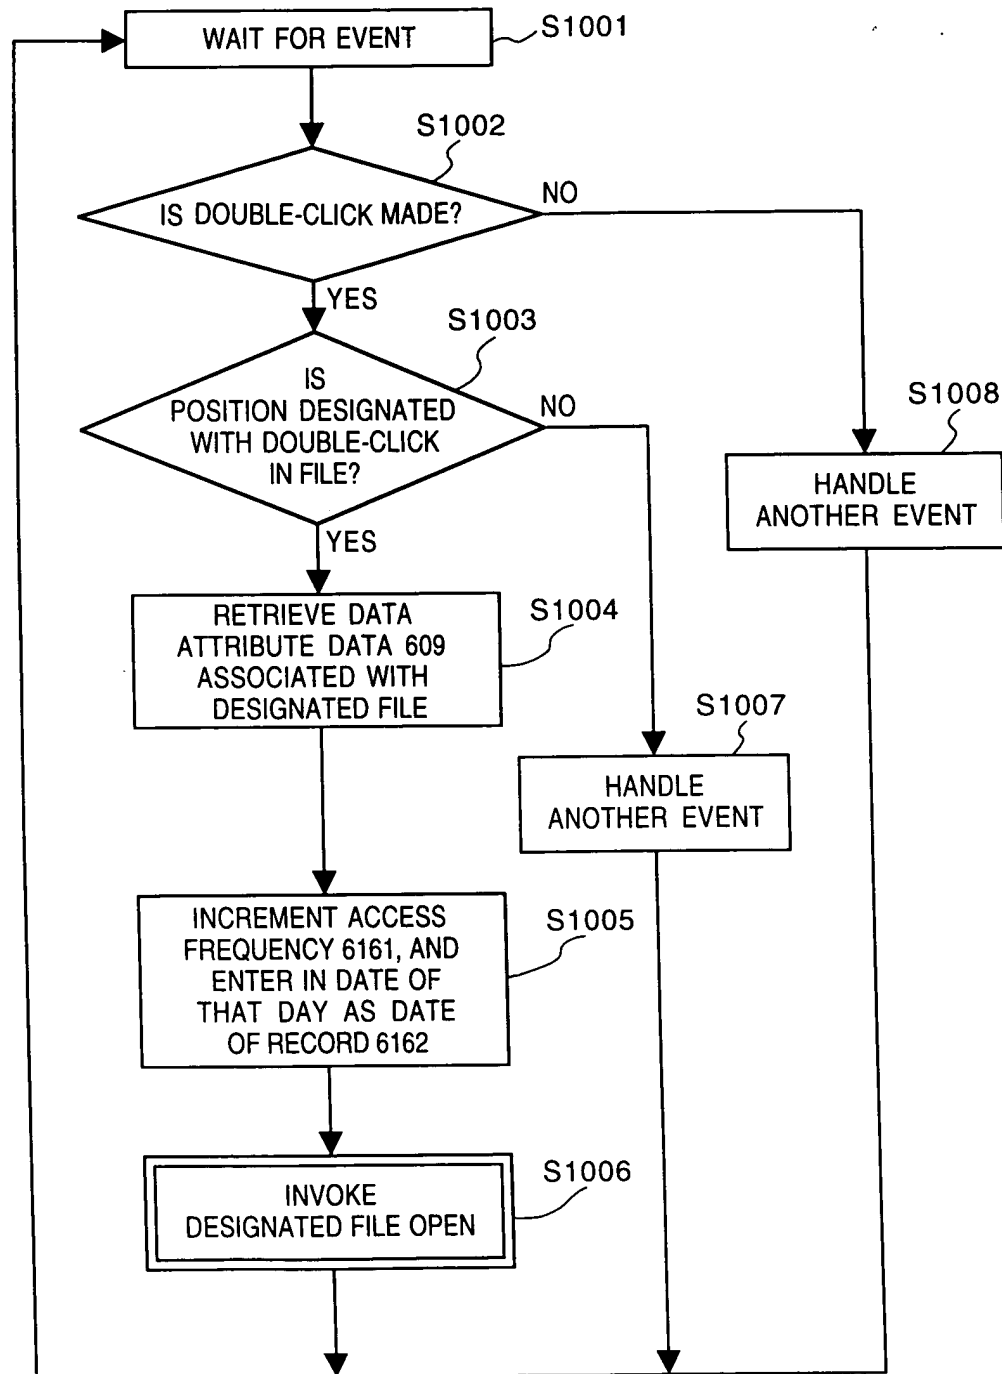 WAIT FOR EVENT
S1001
S1002
IS DOUBLE-CLICK MADE?
NO
YES
S1003
IS
POSITION DESIGNATED
WITH DOUBLE-CLICK
IN FILE?
NO
YES
S1008
HANDLE
ANOTHER EVENT
RETRIEVE DATA
ATTRIBUTE DATA 609
ASSOCIATED WITH
DESIGNATED FILE
S1004
S1007
HANDLE
ANOTHER EVENT
INCREMENT ACCESS
FREQUENCY 6161, AND
ENTER IN DATE OF
THAT DAY AS DATE
OF RECORD 6162
S1005
INVOKE
DESIGNATED FILE OPEN
S1006